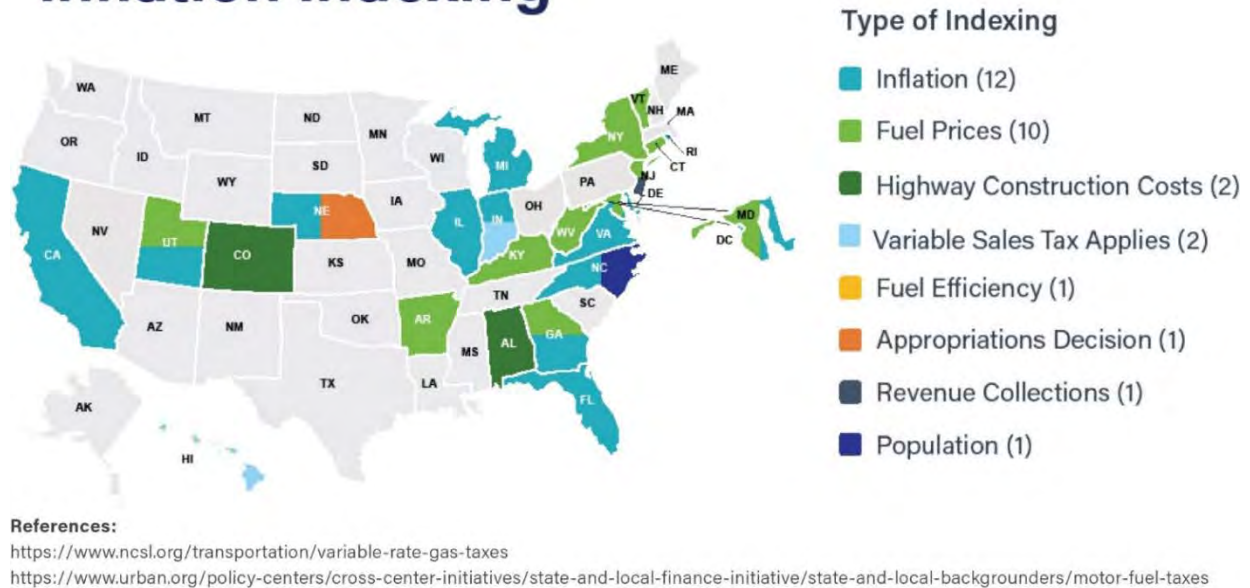 Inflation Indexing
Type of Indexing
Inflation (12)
Fuel Prices (10)
Highway Construction Costs (2)
Variable Sales Tax Applies (2)
Fuel Efficiency (1)
Appropriations Decision (1)
Revenue Collections (1)
Population (1)
WA
OR
CA
NV
ID
MT
WY
UT
AZ
CO
NM
ND
SD
NE
KS
OK
TX
MN
IA
MO
AR
LA
WI
IL
MS
MI
IN
KY
TN
AL
OH
WV
GA
FL
SC
NC
VA
PA
NY
VT
NH
ME
MA
RI
CT
NJ
DE
MD
DC
AK
HI
References:
https://www.ncsl.org/transportation/variable-rate-gas-taxes
https://www.urban.org/policy-centers/cross-center-initiatives/state-and-local-finance-initiative/state-and-local-backgrounders/motor-fuel-taxes